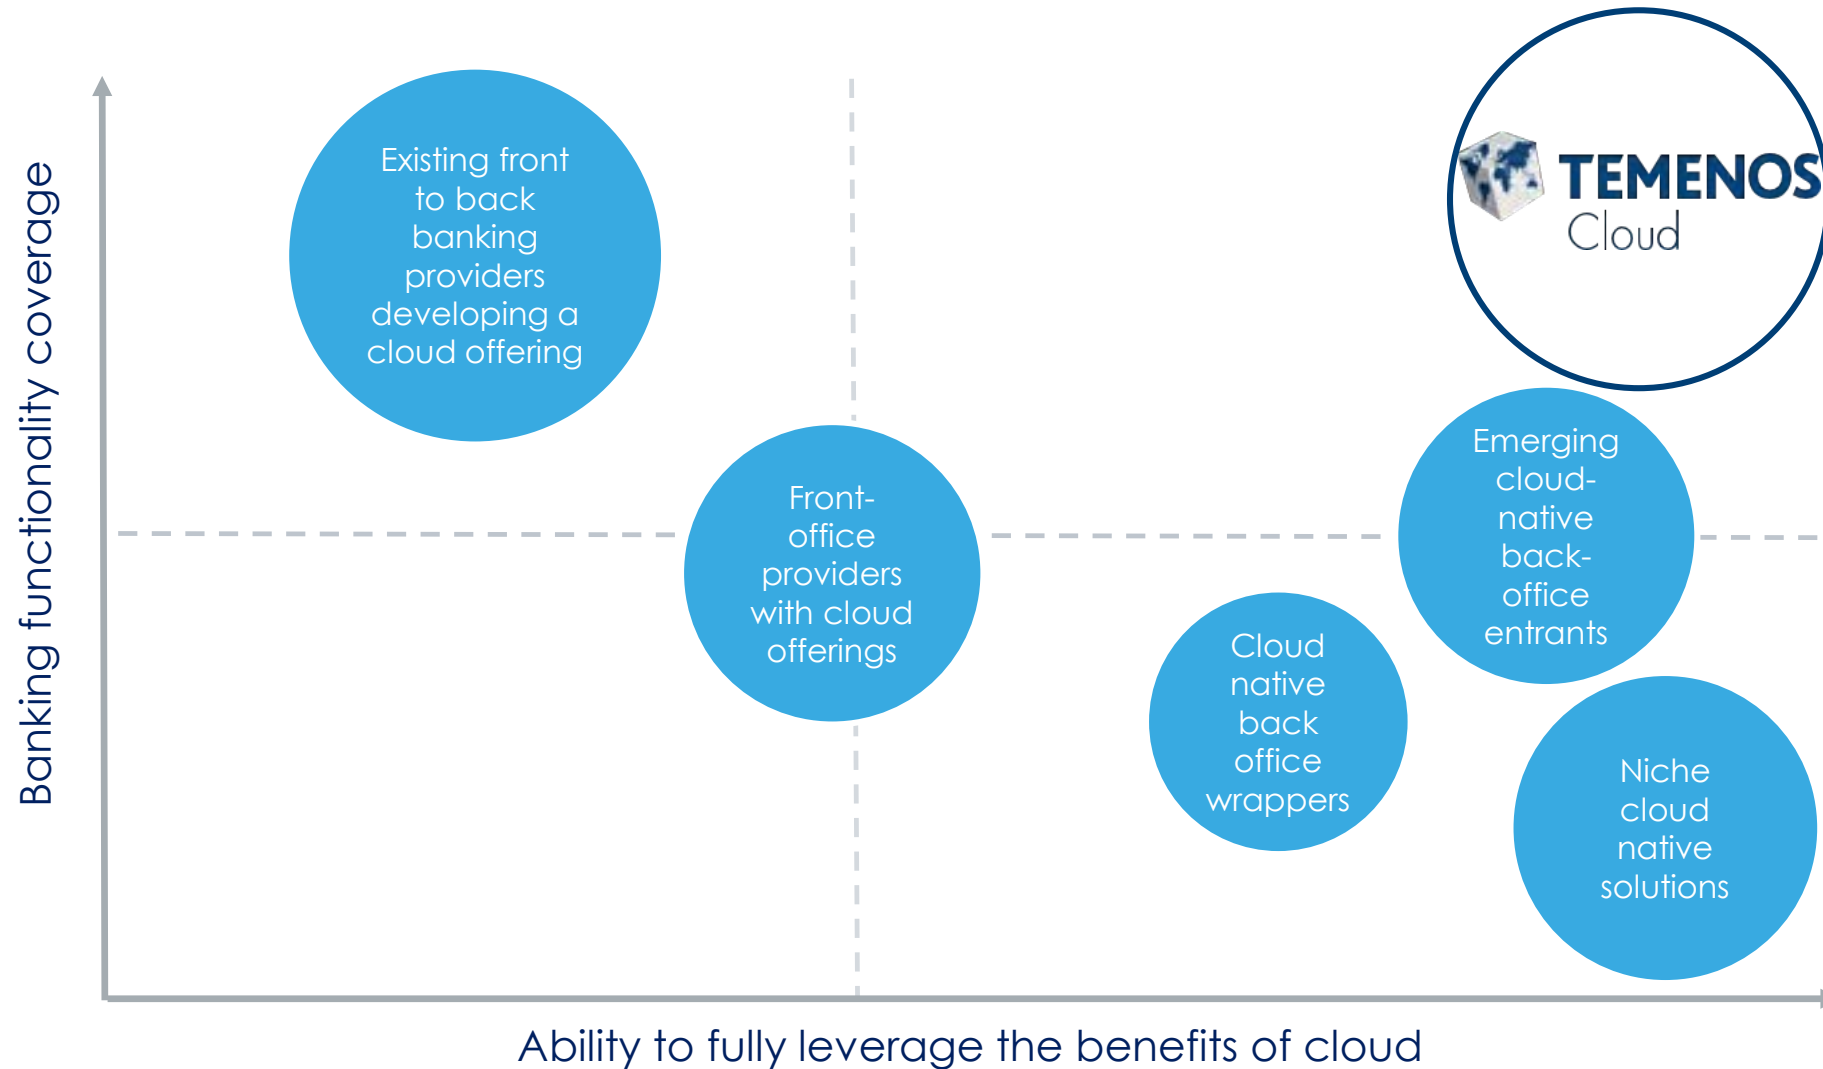 Banking functionality coverage
Existing front
to back
banking
providers
developing a
cloud offering
TEMENOS
Cloud
Front-
office
providers
with cloud
offerings
Emerging
cloud-
native
back-
office
entrants
Cloud
native
back
office
wrappers
Niche
cloud
native
solutions
Ability to fully leverage the benefits of cloud